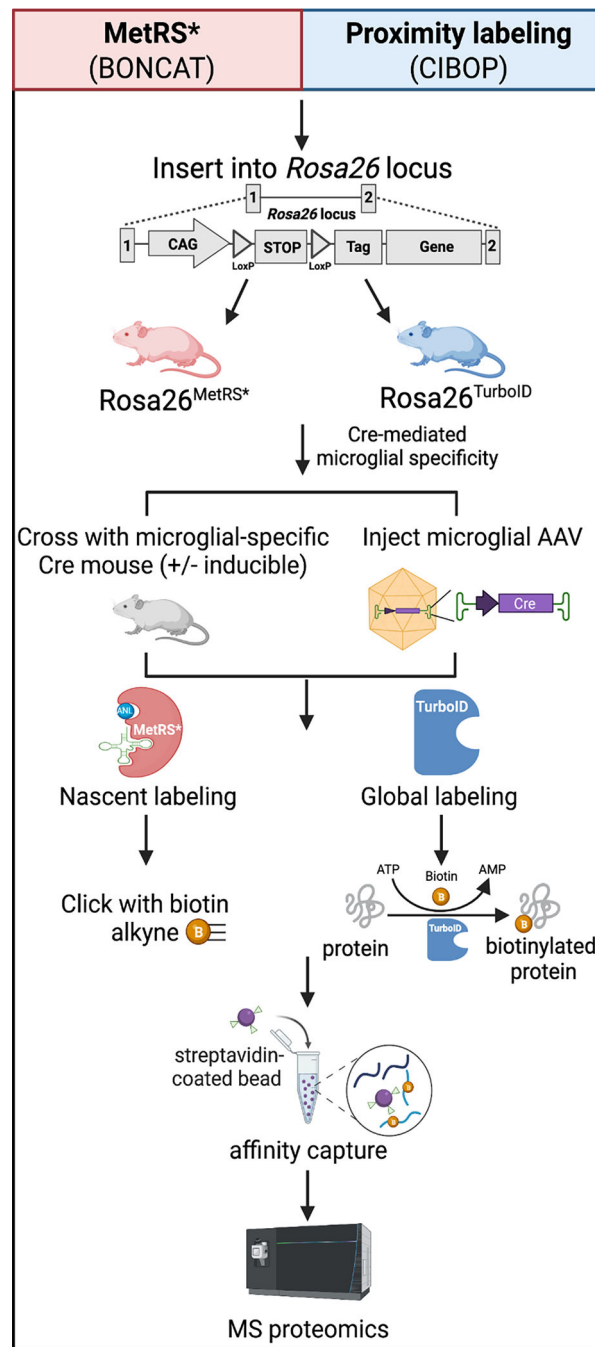 MetRS*
(BONCAT)
Proximity labeling
(CIBOP)
Insert into Rosa26 locus
1
2
Rosa26 locus
1
CAG
STOP
Tag
Gene
2
LoxP
LoxP
Rosa26MetRS*
Rosa26TurboID
Cre-mediated
microglial specificity
Cross with microglial-specific
Cre mouse (+/- inducible)
Inject microglial AAV
Cre
ANL
MetRS*
TurboID
Nascent labeling
Global labeling
Click with biotin
alkyne B
ATP
Biotin
AMP
B
TurboID
B
protein
biotinylated
protein
streptavidin-
coated bead
B
B
affinity capture
MS proteomics